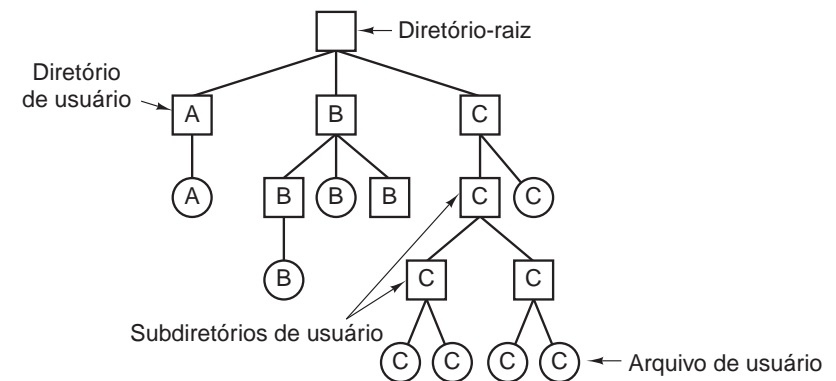 Diretório-raiz
Diretório
de usuário
A B C
A B B B C C
B C C
Subdiretórios de usuário
C C C C
Arquivo de usuário